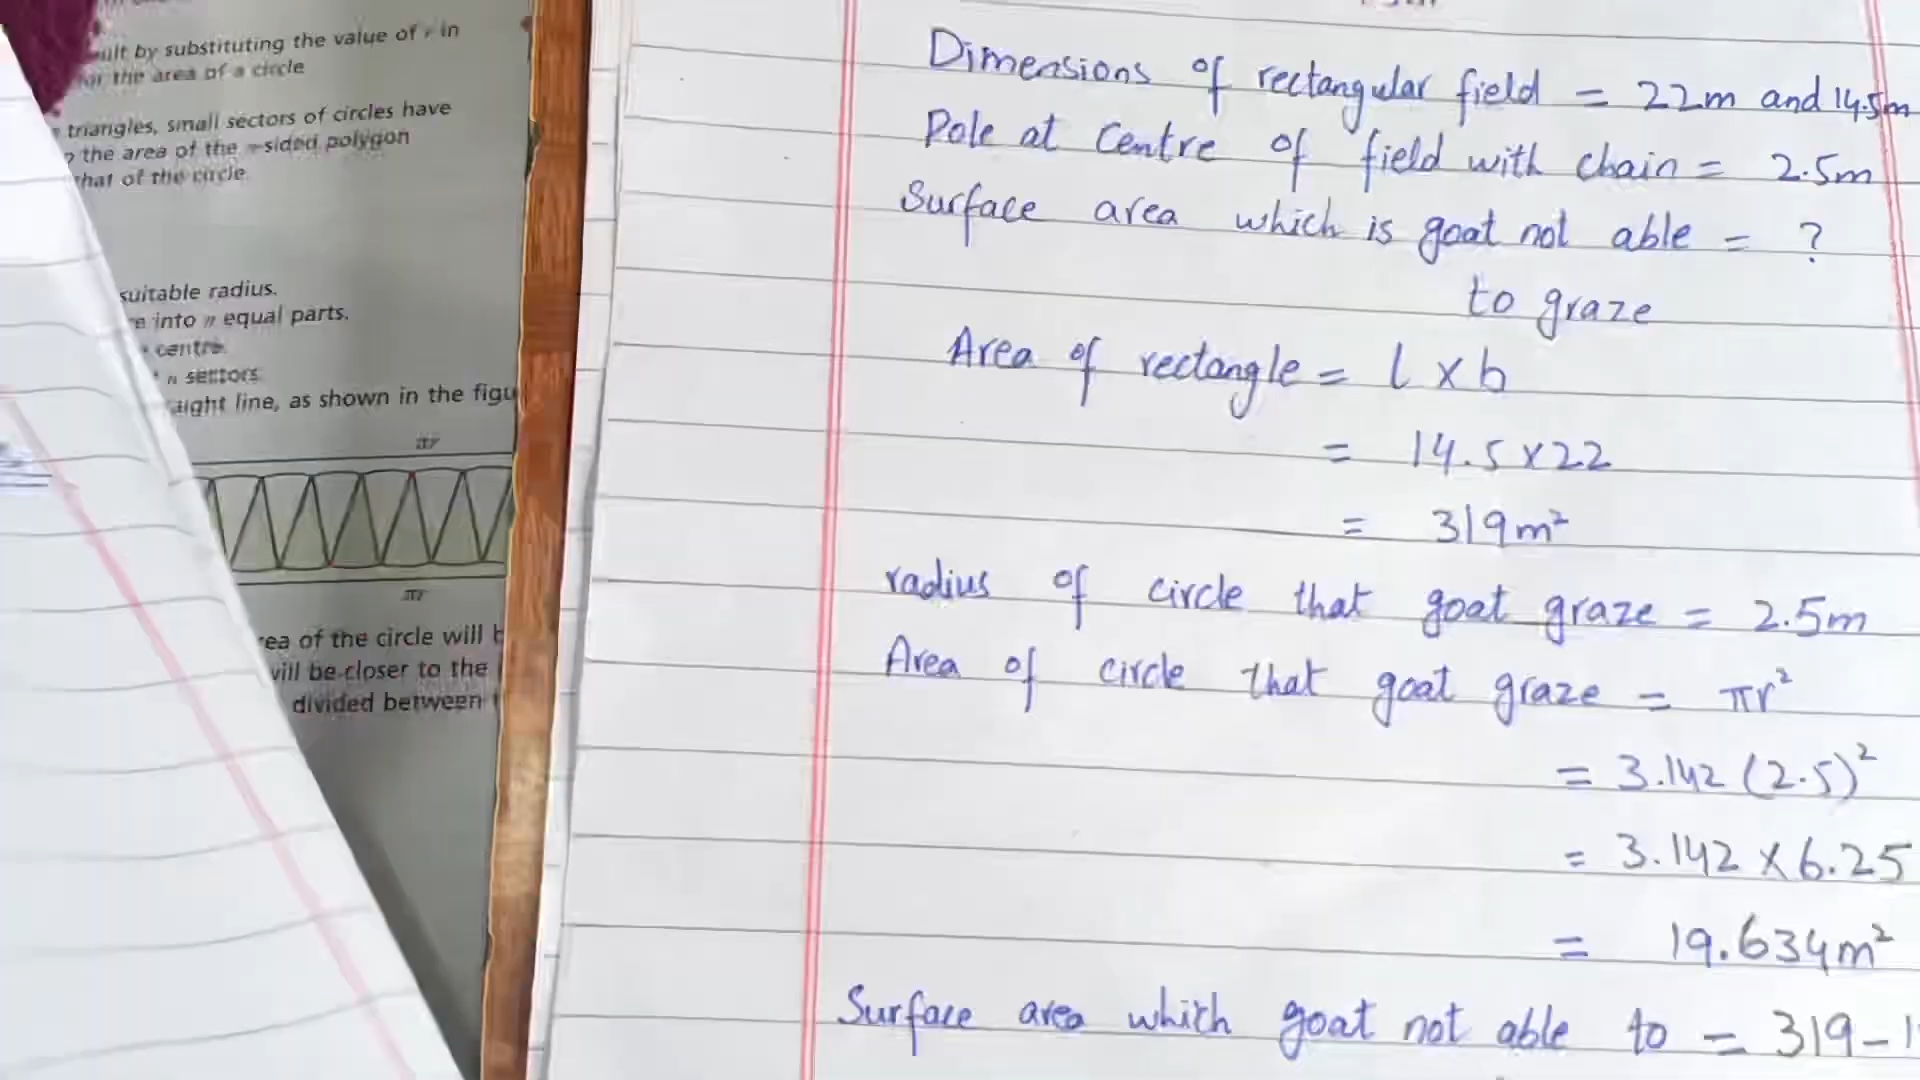 ult by substituting the value of r in
for the area of a circle
triangles, small sectors of circles have
the area of the n-sided polygon
that of the circle
suitable radius.
into n equal parts.
centre
n sectors
aight line, as shown in the figu
πr
πr
rea of the circle will b
will be closer to the
divided between t
Dimensions of rectangular field = 22m and 14.5m
Pole at Centre of field with chain = 2.5m
Surface area which is goat not able = ?
to graze
Area of rectangle = l x b
= 14.5 x 22
= 319m²
radius of circle that goat graze = 2.5m
Area of circle that goat graze = πr²
= 3.142 (2.5)²
= 3.142 x 6.25
= 19.634m²
Surface area which goat not able to = 319 - 1